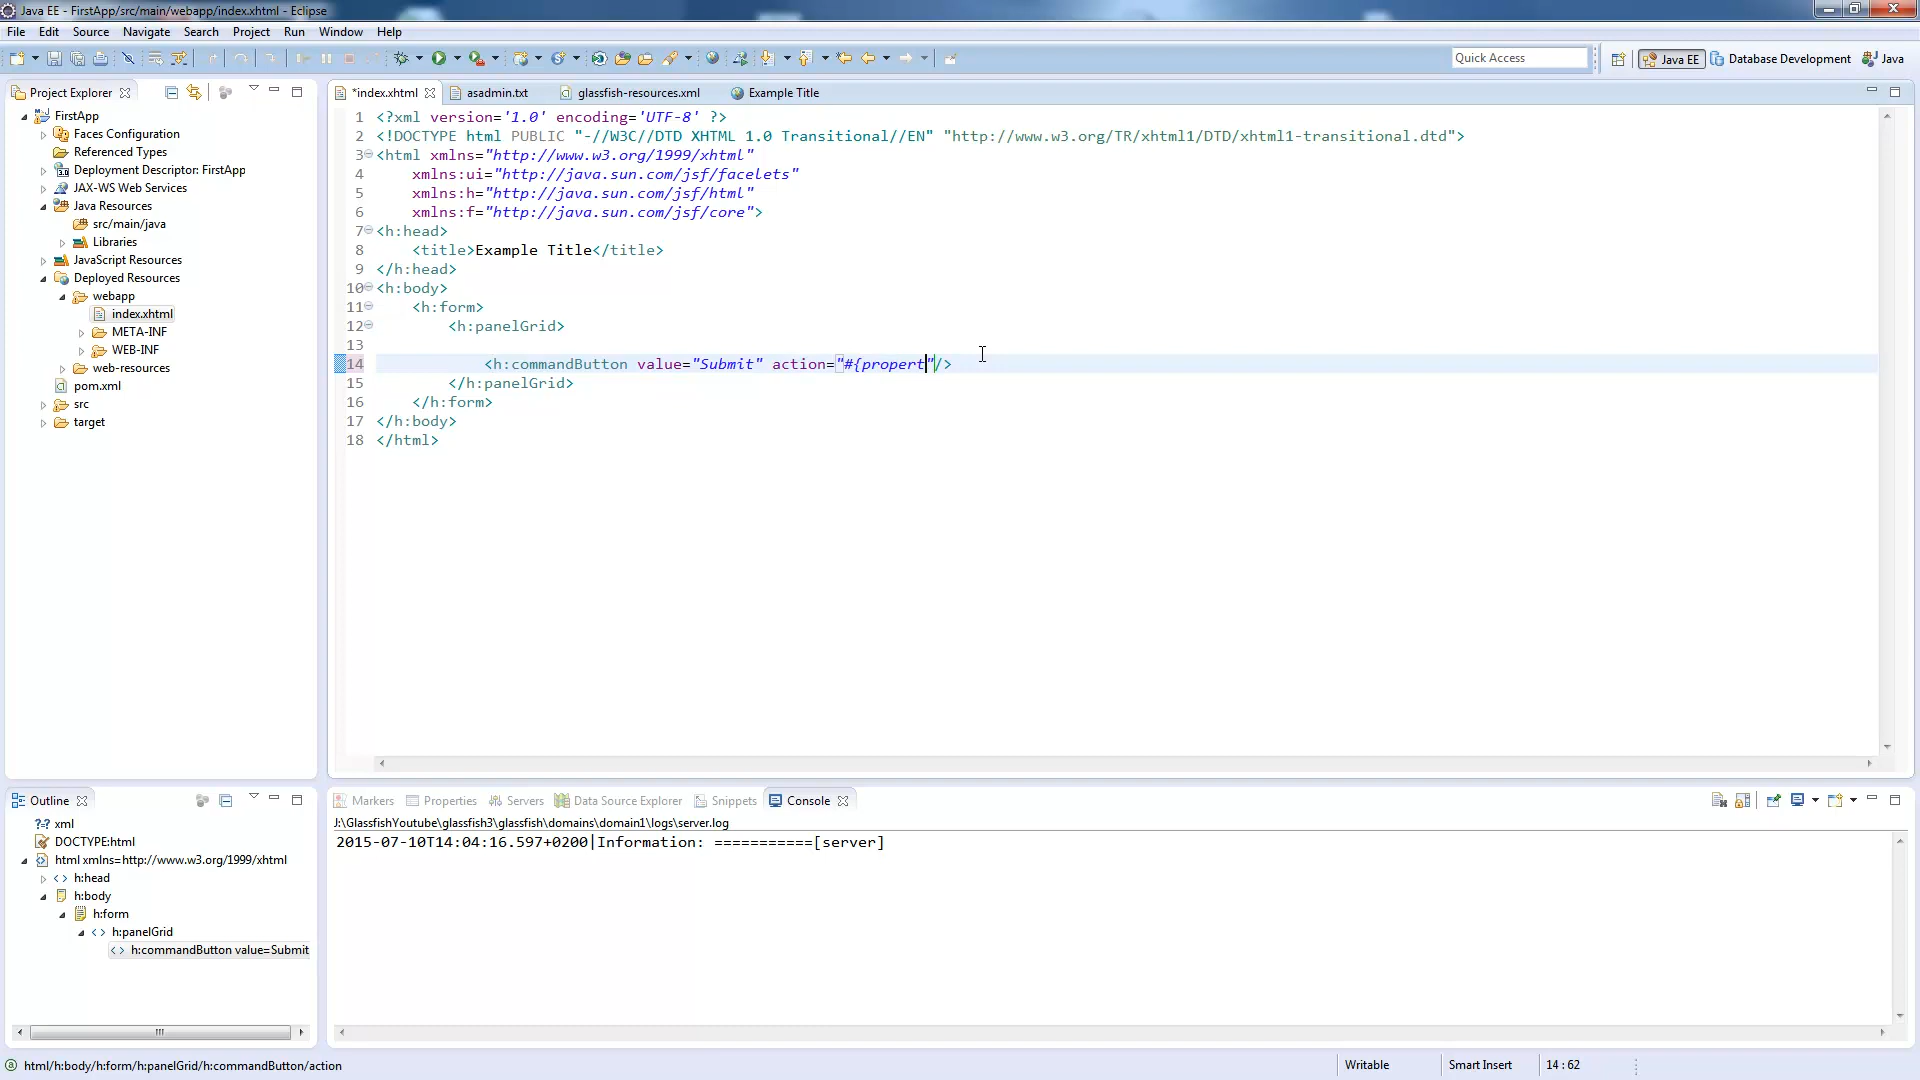 Java EE - FirstApp/src/main/webapp/index.xhtml - Eclipse
File Edit Source Navigate Search Project Run Window Help
Quick Access
Java EE Database Development Java
Project Explorer
FirstApp
Faces Configuration
Referenced Types
Deployment Descriptor: FirstApp
JAX-WS Web Services
Java Resources
src/main/java
Libraries
JavaScript Resources
Deployed Resources
webapp
index.xhtml
META-INF
WEB-INF
web-resources
pom.xml
src
target
*index.xhtml asadmin.txt glassfish-resources.xml Example Title
1 <?xml version='1.0' encoding='UTF-8' ?>
2 <!DOCTYPE html PUBLIC "-//W3C//DTD XHTML 1.0 Transitional//EN" "http://www.w3.org/TR/xhtml1/DTD/xhtml1-transitional.dtd">
3 <html xmlns="http://www.w3.org/1999/xhtml"
4 xmlns:ui="http://java.sun.com/jsf/facelets"
5 xmlns:h="http://java.sun.com/jsf/html"
6 xmlns:f="http://java.sun.com/jsf/core">
7 <h:head>
8 <title>Example Title</title>
9 </h:head>
10 <h:body>
11 <h:form>
12 <h:panelGrid>
13
14 <h:commandButton value="Submit" action="#{propert"/>
15 </h:panelGrid>
16 </h:form>
17 </h:body>
18 </html>
Outline
xml
DOCTYPE:html
html xmlns=http://www.w3.org/1999/xhtml
h:head
h:body
h:form
h:panelGrid
h:commandButton value=Submit
Markers Properties Servers Data Source Explorer Snippets Console
J:\GlassfishYoutube\glassfish3\glassfish\domains\domain1\logs\server.log
2015-07-10T14:04:16.597+0200|Information: ===========[server]
html/h:body/h:form/h:panelGrid/h:commandButton/action
Writable Smart Insert 14 : 62